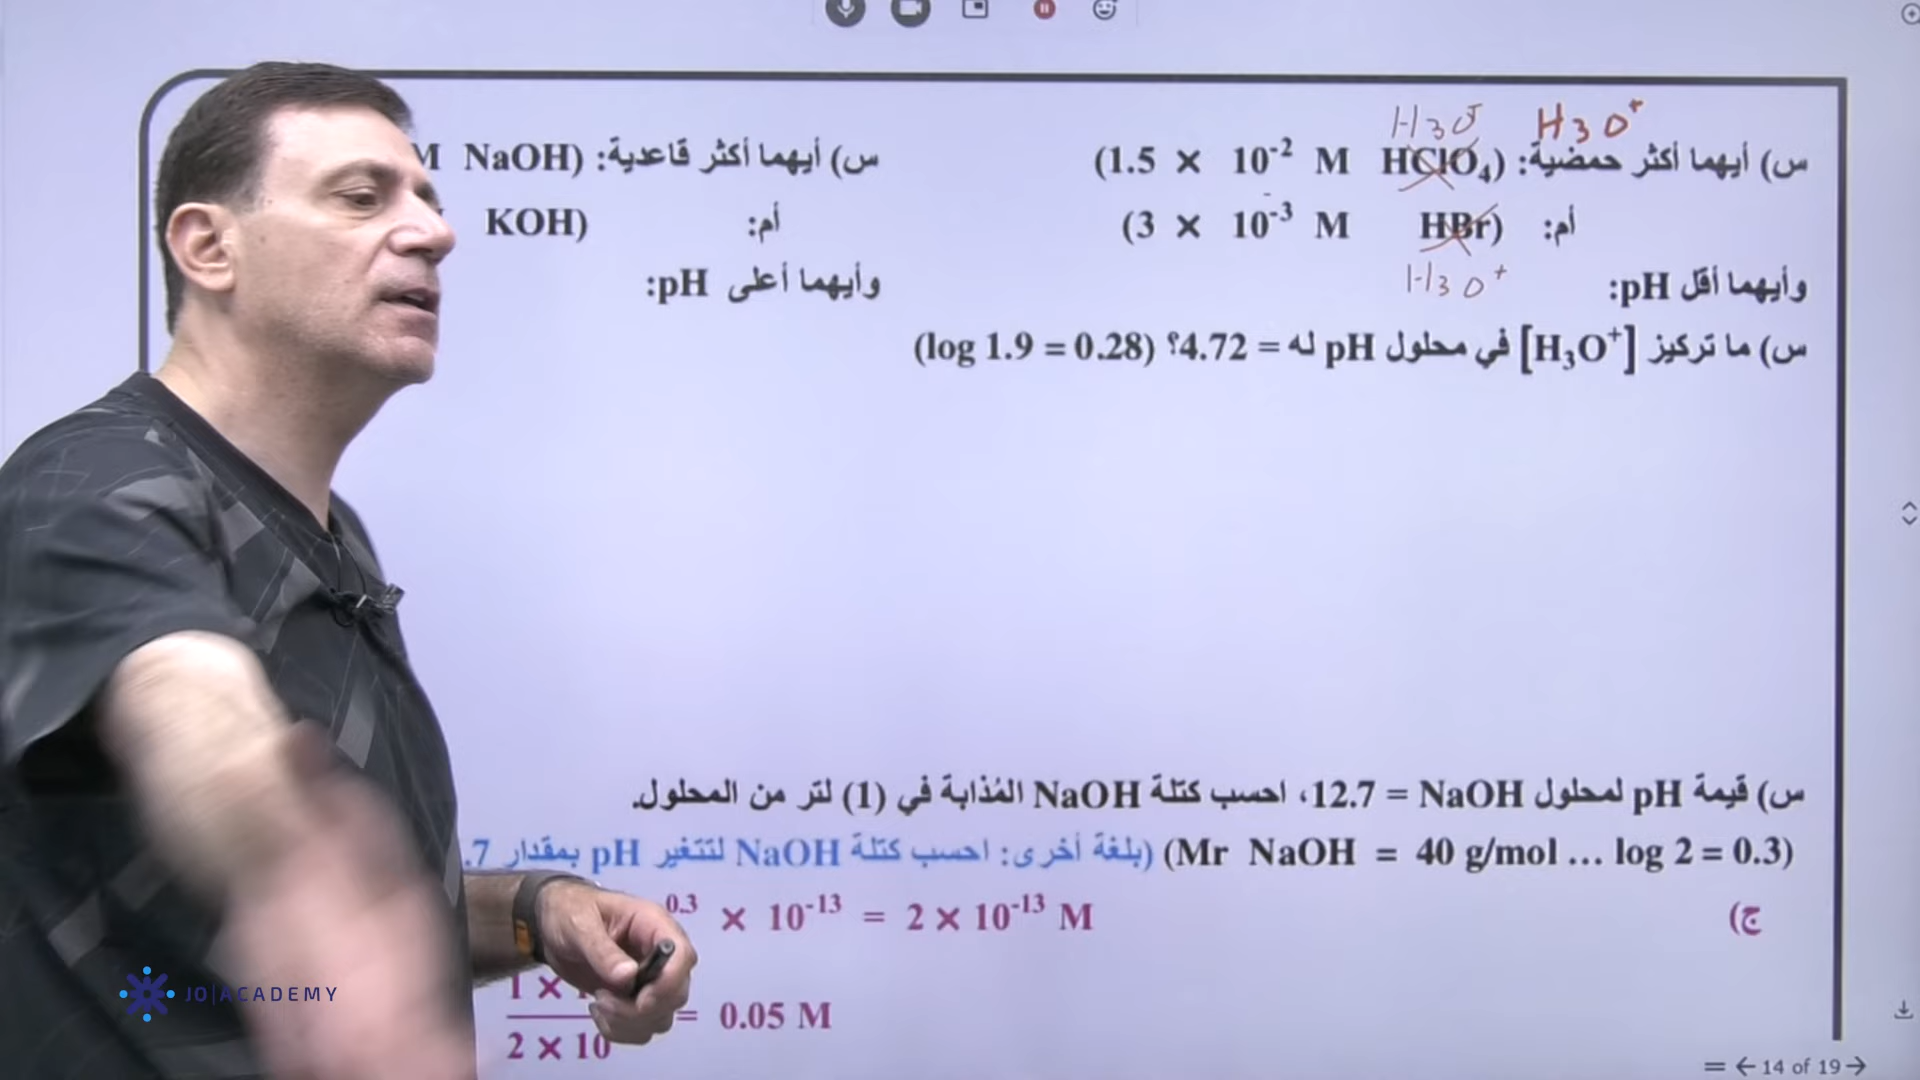 H3O⁺ H3O⁺
س) أيهما أكثر حمضية: (1.5 × 10⁻² M HClO₄)
أم: (3 × 10⁻³ M HBr)
H3O⁺
وأيهما أقل pH:
س) أيهما أكثر قاعدية: (M NaOH
أم: (KOH
وأيهما أعلى pH:
س) ما تركيز [H₃O⁺] في محلول pH له = 4.72؟ (log 1.9 = 0.28)
س) قيمة pH لمحلول NaOH = 12.7، احسب كتلة NaOH المُذابة في (1) لتر من المحلول.
(Mr NaOH = 40 g/mol ... log 2 = 0.3) (بلغة أخرى: احسب كتلة NaOH لتتغير pH بمقدار 7.
ج) 0.3 × 10⁻¹³ = 2 × 10⁻¹³ M
1 ×
2 × 10
= 0.05 M
JO|ACADEMY
14 of 19